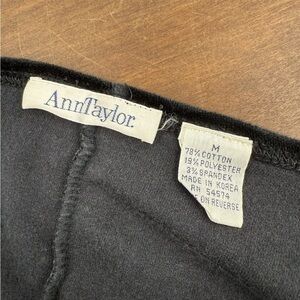 AnnTaylor.
M
78% COTTON
19% POLYESTER
3% SPANDEX
MADE IN KOREA
RN 54574
ON REVERSE